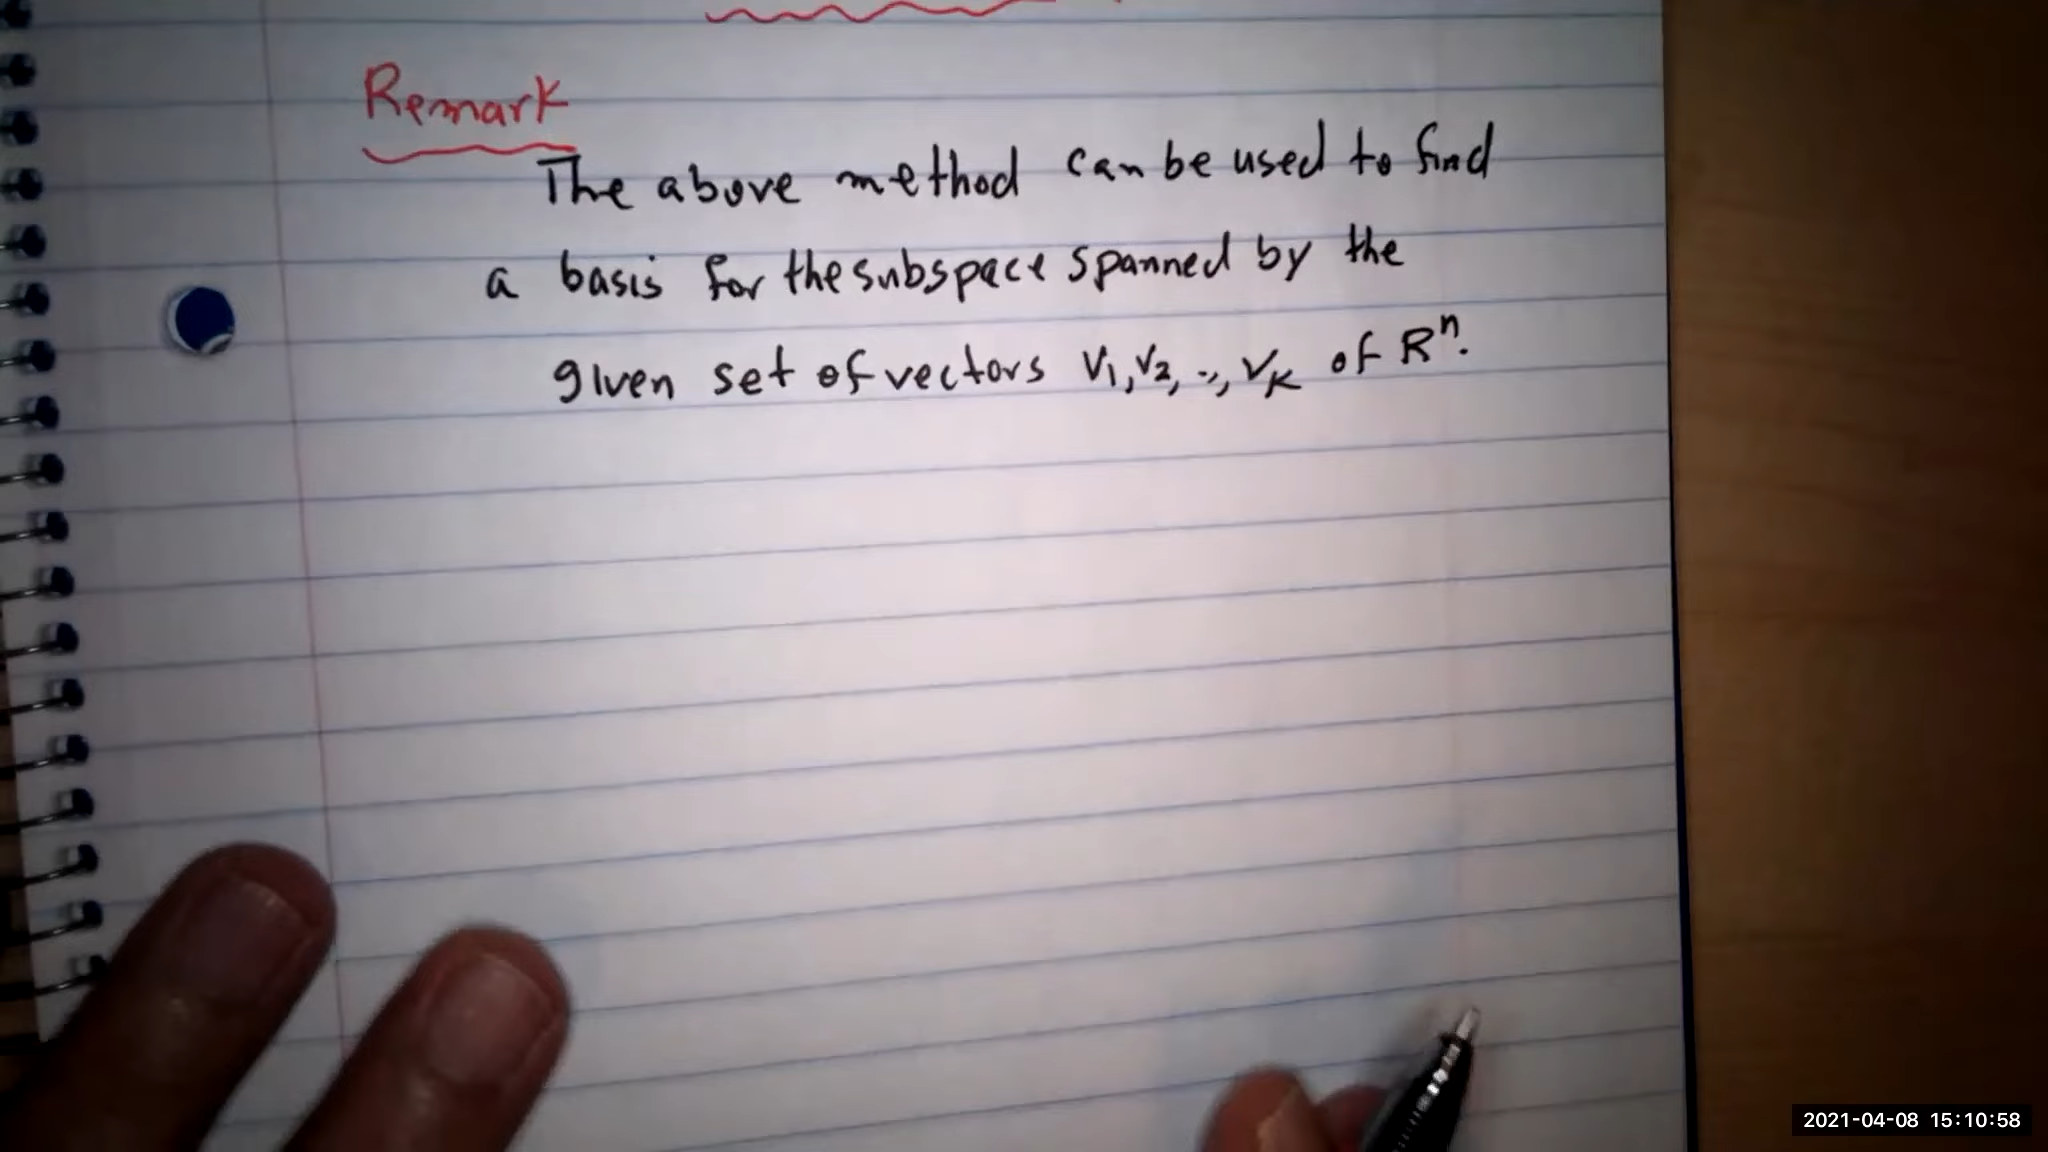 Remark
The above method can be used to find
a basis for the subspace spanned by the
given set of vectors V₁, V₂, .., Vₖ of Rⁿ.
2021-04-08 15:10:58